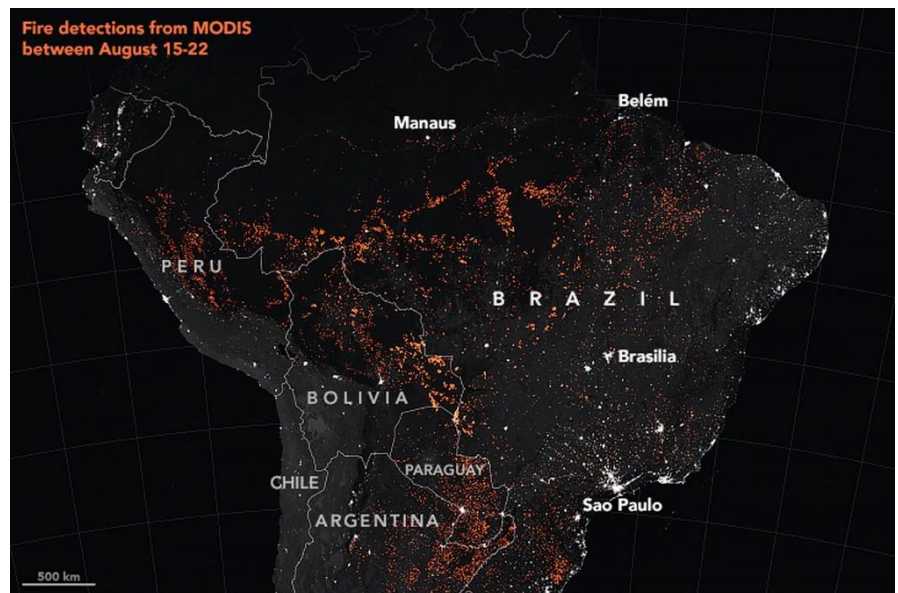 Fire detections from MODIS
between August 15-22
Belém
Manaus
PERU
BRAZIL
Brasilia
BOLIVIA
PARAGUAY
CHILE
Sao Paulo
ARGENTINA
500 km